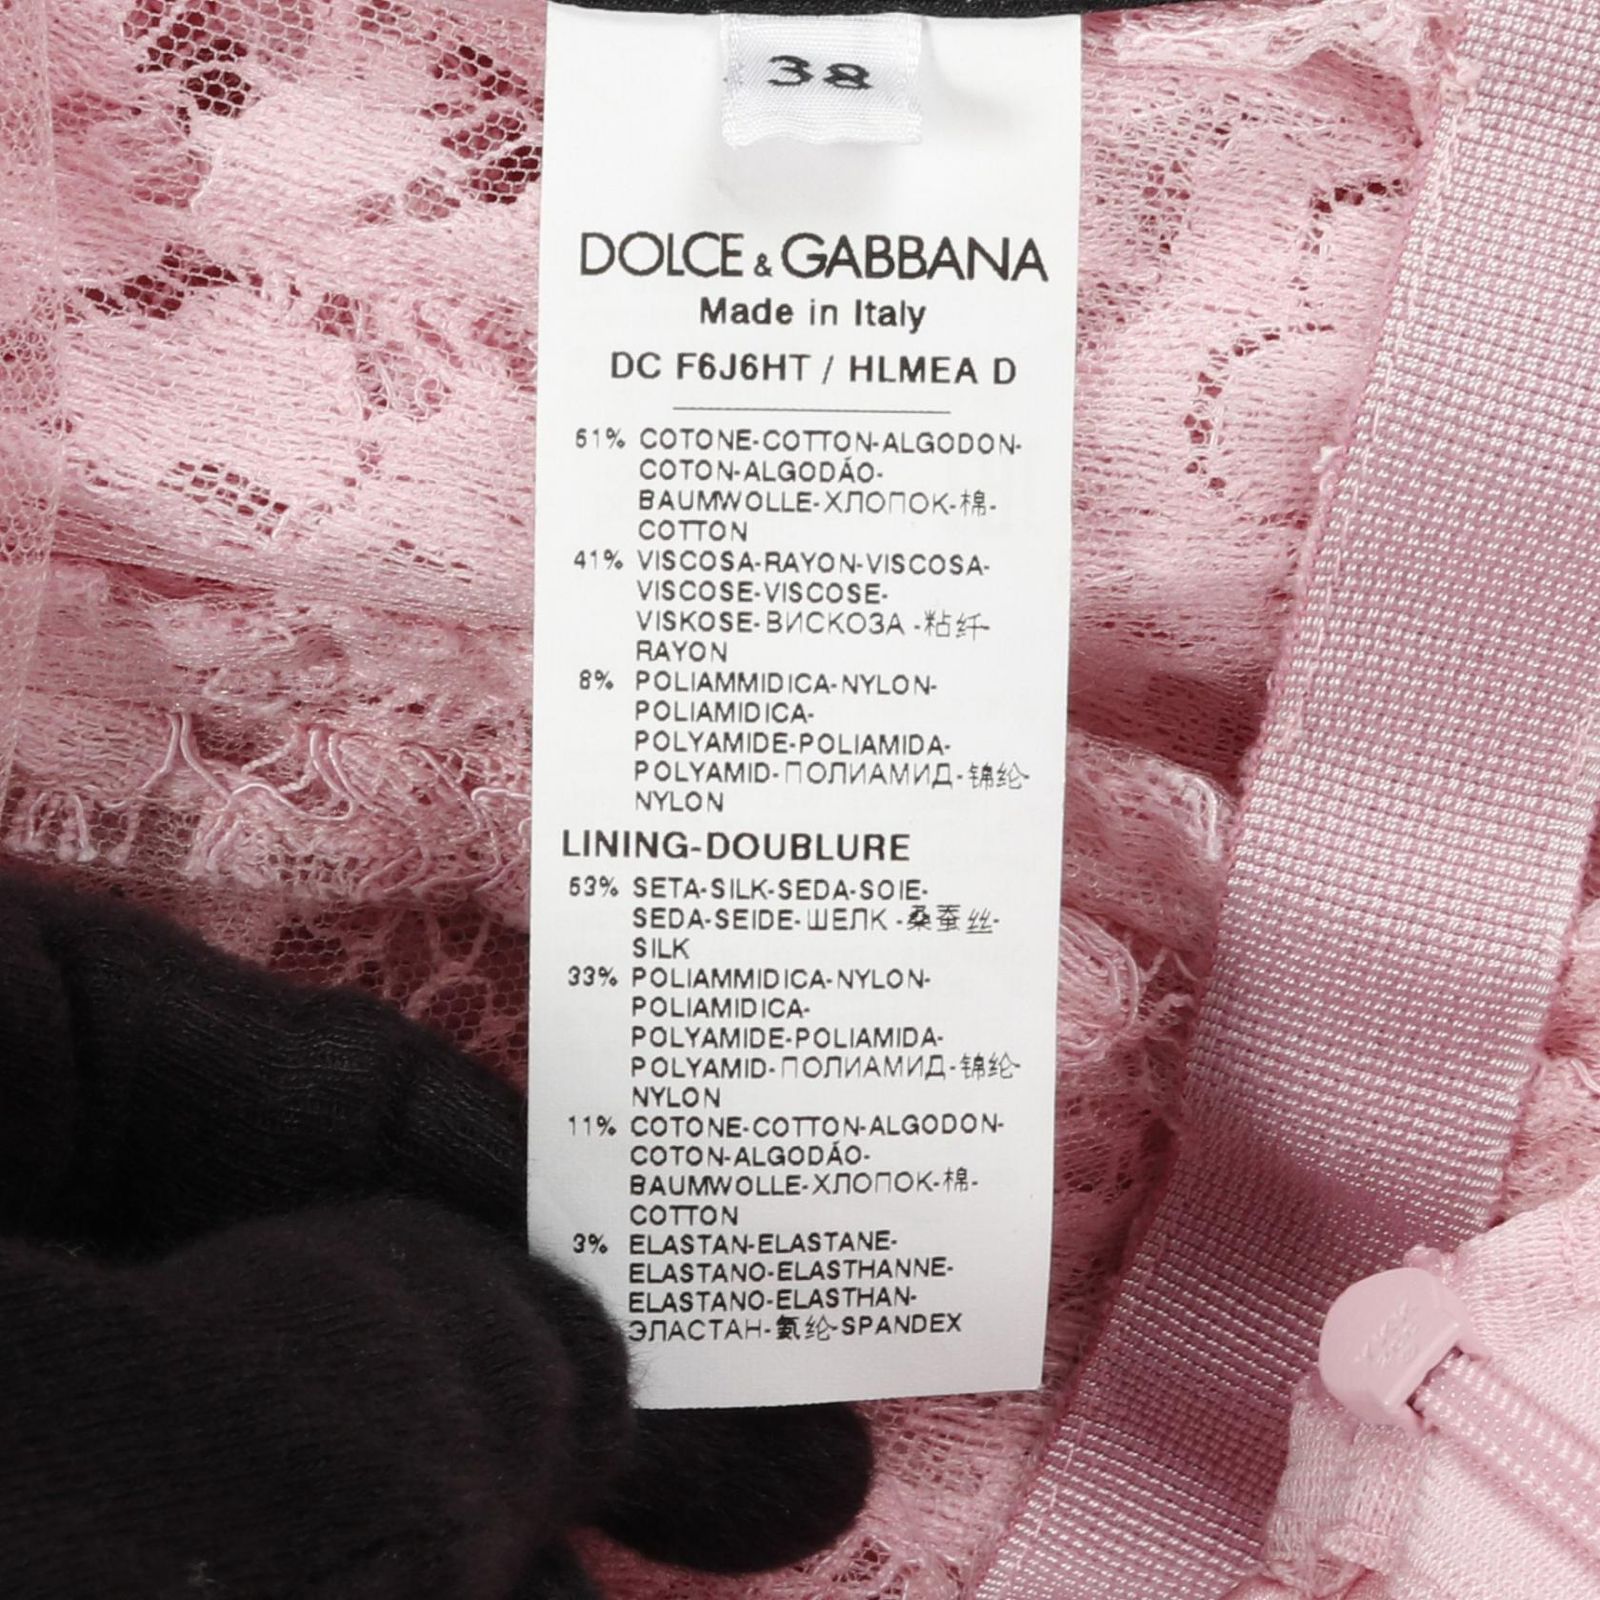 38
DOLCE & GABBANA
Made in Italy
DC F6J6HT / HLMEA D
51% COTONE-COTTON-ALGODON-
COTON-ALGODÃO-
BAUMWOLLE-ХЛОПОК-棉-
COTTON
41% VISCOSA-RAYON-VISCOSA-
VISCOSE-VISCOSE-
VISKOSE-ВИСКОЗА -粘纤-
RAYON
8% POLIAMMIDICA-NYLON-
POLIAMIDICA-
POLYAMIDE-POLIAMIDA-
POLYAMID-ПОЛИАМИД-锦纶-
NYLON
LINING-DOUBLURE
53% SETA-SILK-SEDA-SOIE-
SEDA-SEIDE-ШЕЛК -桑蚕丝-
SILK
33% POLIAMMIDICA-NYLON-
POLIAMIDICA-
POLYAMIDE-POLIAMIDA-
POLYAMID-ПОЛИАМИД-锦纶-
NYLON
11% COTONE-COTTON-ALGODON-
COTON-ALGODÃO-
BAUMWOLLE-ХЛОПОК-棉-
COTTON
3% ELASTAN-ELASTANE-
ELASTANO-ELASTHANNE-
ELASTANO-ELASTHAN-
ЭЛАСТАН-氨纶-SPANDEX